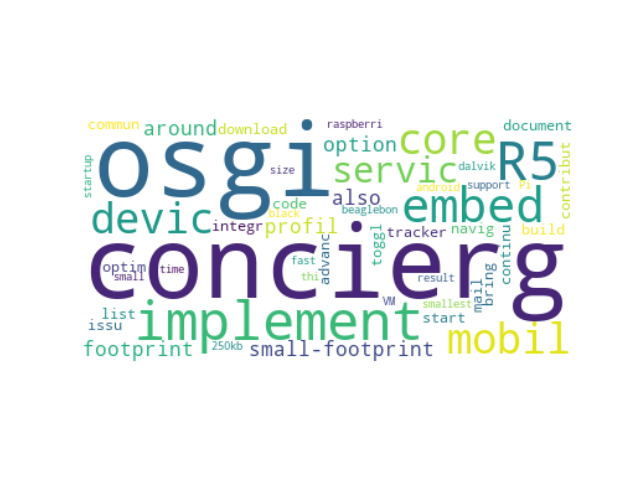 commun
around
download
raspberri
option
core
document
osgi
size
servic
R5
dalvik
startup
code
also
android
support
Pi
contribut
devic
integr
black
profil
beaglebon
embed
toggl
tracker
navig
build
concierg
optim
small
time
fast
thi
advanc
result
mail
bring
continu
list
issu
implement
VM
smallest
start
mobil
footprint
250kb
small-footprint